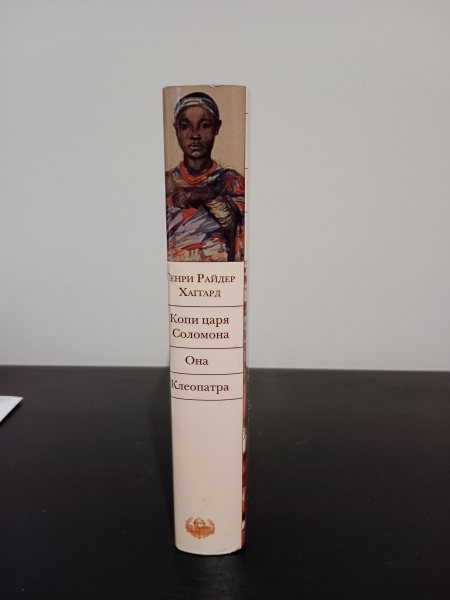 Генри Райдер
Хаггард
Копи царя
Соломона
Она
Клеопатра